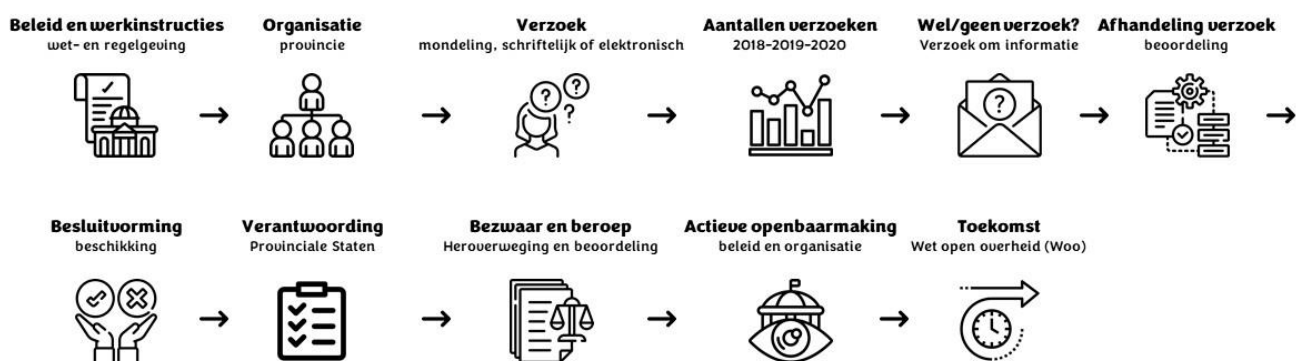 Beleid en werkinstructies
wet- en regelgeving
Organisatie
provincie
Verzoek
mondeling, schriftelijk of elektronisch
Aantallen verzoeken
2018-2019-2020
Wel/geen verzoek?
Verzoek om informatie
Afhandeling verzoek
beoordeling
Besluitvorming
beschikking
Verantwoording
Provinciale Staten
Bezwaar en beroep
Heroverweging en beoordeling
Actieve openbaarmaking
beleid en organisatie
Toekomst
Wet open overheid (Woo)